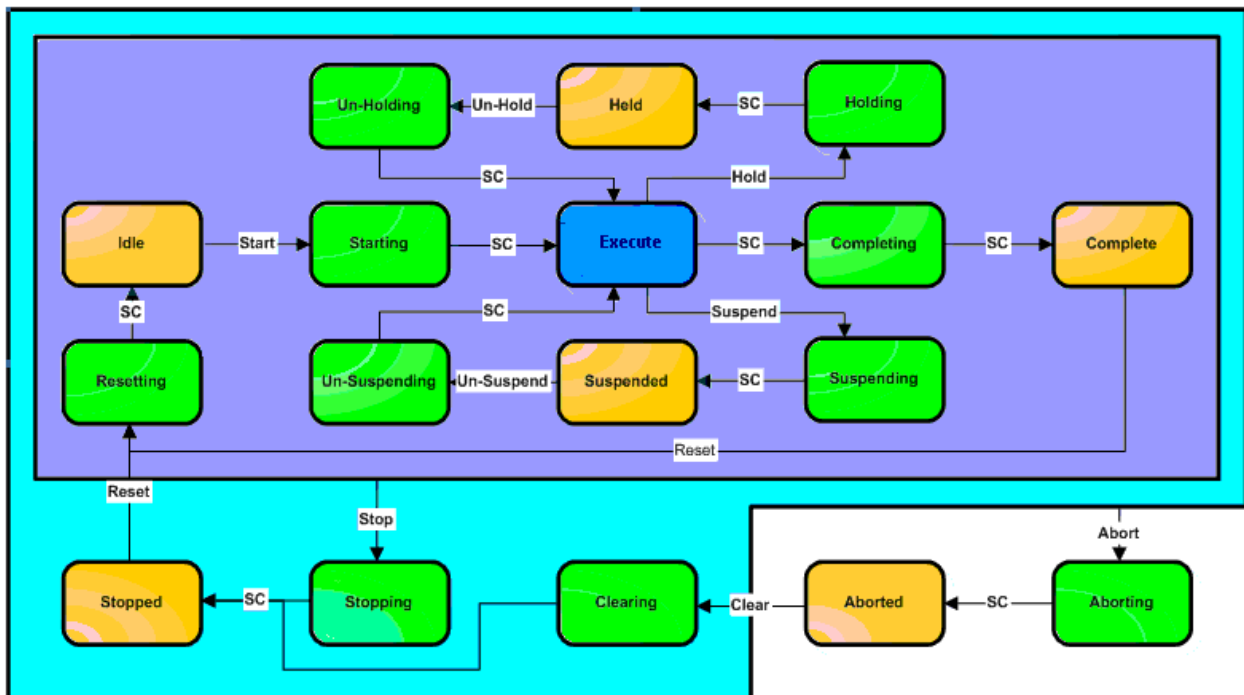 Un-Holding
Un-Hold
Held
SC
Holding
SC
Hold
Idle
Start
Starting
SC
Execute
SC
Completing
SC
Complete
SC
SC
Suspend
Resetting
Un-Suspending
Un-Suspend
Suspended
SC
Suspending
Reset
Reset
Stop
Abort
Stopped
SC
Stopping
Clearing
Clear
Aborted
SC
Aborting